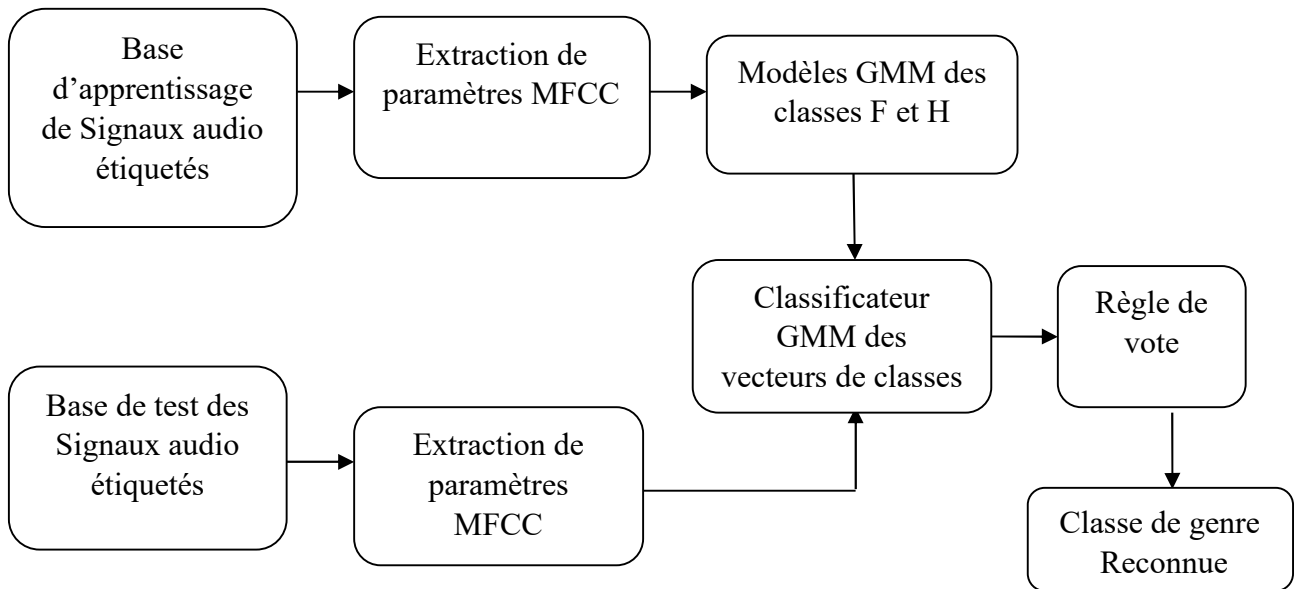 Base
d'apprentissage
de Signaux audio
étiquetés
Extraction de
paramètres MFCC
Modèles GMM des
classes F et H
Classificateur
GMM des
vecteurs de classes
Règle de
vote
Base de test des
Signaux audio
étiquetés
Extraction de
paramètres
MFCC
Classe de genre
Reconnue